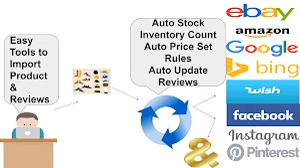 Easy
Tools to
Import
Product
&
Reviews
Auto Stock
Inventory Count
Auto Price Set
Rules
Auto Update
Reviews
&
ebay
amazon
Google
bing
wish
facebook
Instagram
Pinterest